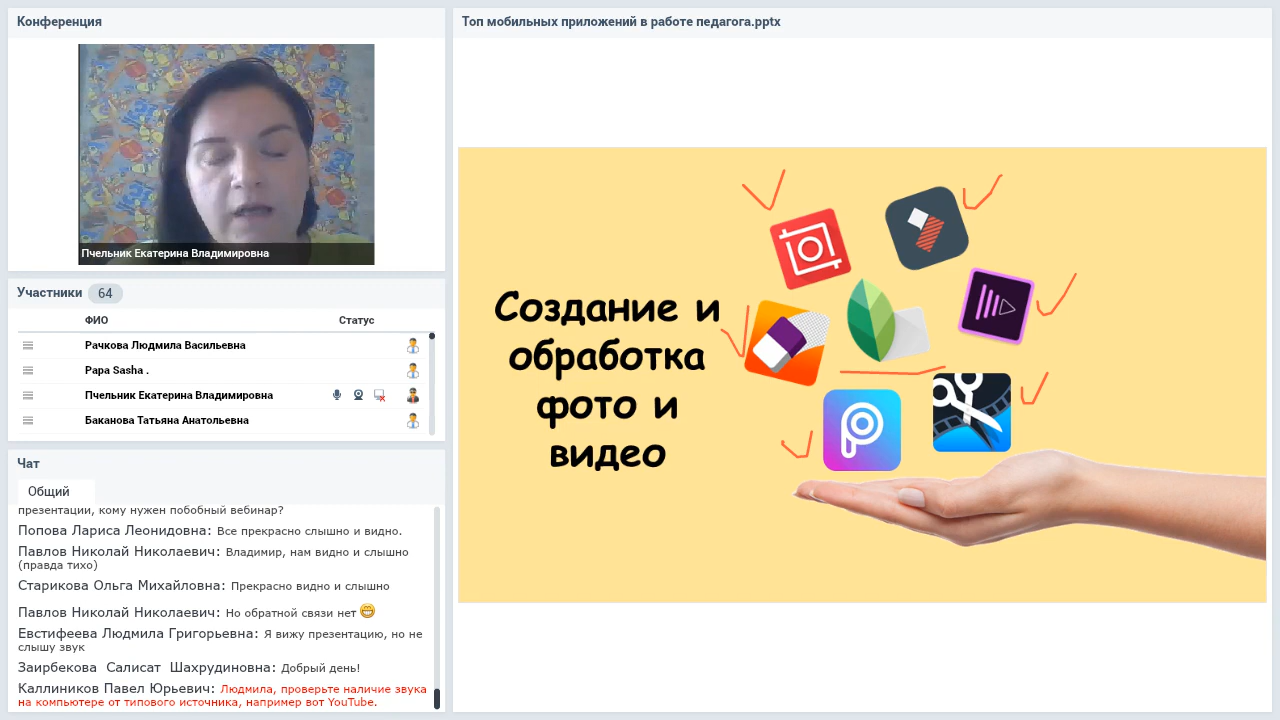 Конференция
Пчельник Екатерина Владимировна
Участники 64
ФИО Статус
Рачкова Людмила Васильевна
Papa Sasha .
Пчельник Екатерина Владимировна
Баканова Татьяна Анатольевна
Чат
Общий
презентации, кому нужен побобный вебинар?
Попова Лариса Леонидовна: Все прекрасно слышно и видно.
Павлов Николай Николаевич: Владимир, нам видно и слышно
(правда тихо)
Старикова Ольга Михайловна: Прекрасно видно и слышно
Павлов Николай Николаевич: Но обратной связи нет
Евстифеева Людмила Григорьевна: Я вижу презентацию, но не
слышу звук
Заирбекова Салисат Шахрудиновна: Добрый день!
Каллиников Павел Юрьевич: Людмила, проверьте наличие звука
на компьютере от типового источника, например вот YouTube.
Топ мобильных приложений в работе педагога.pptx
Создание и
обработка
фото и
видео